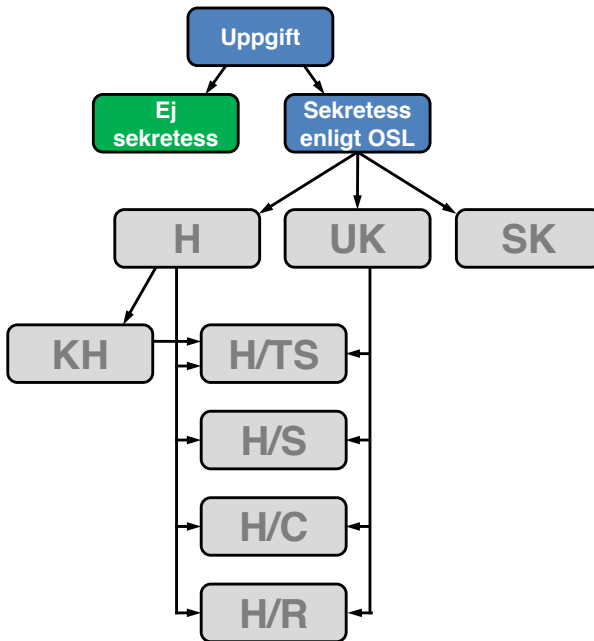 Uppgift
Ej
sekretess
Sekretess
enligt OSL
H
UK
SK
KH
H/TS
H/S
H/C
H/R